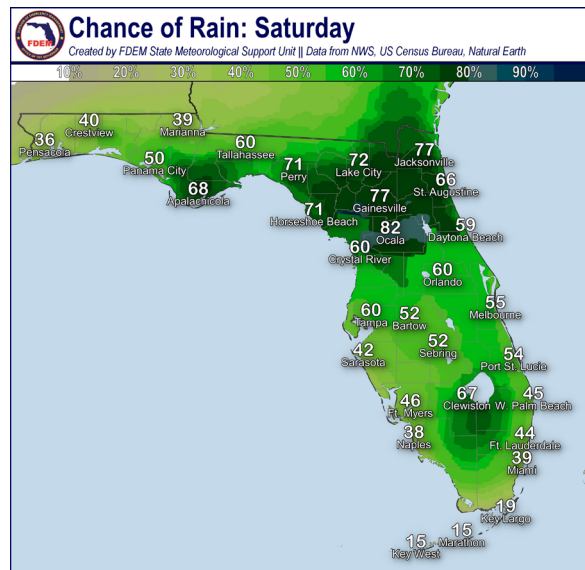 FDEM
Chance of Rain: Saturday
Created by FDEM State Meteorological Support Unit || Data from NWS, US Census Bureau, Natural Earth
10% 20% 30% 40% 50% 60% 70% 80% 90%
40
Crestview
39
Marianna
36
Pensacola
60
Tallahassee
50
Panama City
71
Perry
72
Lake City
77
Jacksonville
68
Apalachicola
66
St. Augustine
77
Gainesville
71
Horseshoe Beach
82
Ocala
59
Daytona Beach
60
Crystal River
60
Orlando
55
Melbourne
60
Tampa
52
Bartow
42
Sarasota
52
Sebring
54
Port St. Lucie
67
Clewiston
45
W. Palm Beach
46
Ft. Myers
38
Naples
44
Ft. Lauderdale
39
Miami
19
Key Largo
15
Marathon
15
Key West